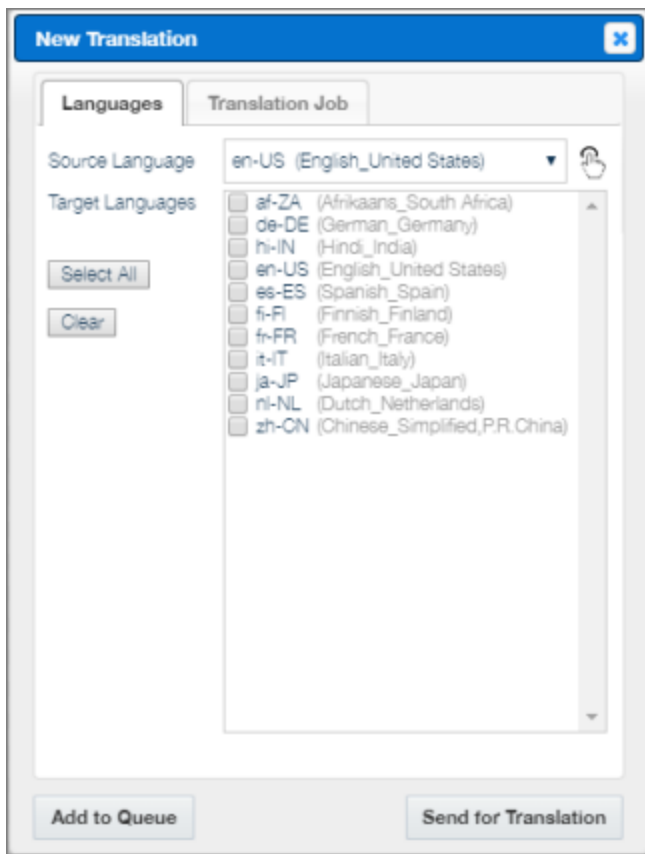 New Translation
Languages
Translation Job
Source Language
en-US (English_United States)
Target Languages
af-ZA (Afrikaans_South Africa)
de-DE (German_Germany)
hi-IN (Hindi_India)
Select All
en-US (English_United States)
es-ES (Spanish_Spain)
Clear
fi-FI (Finnish_Finland)
fr-FR (French_France)
it-IT (Italian_Italy)
ja-JP (Japanese_Japan)
nl-NL (Dutch_Netherlands)
zh-CN (Chinese_Simplified,P.R.China)
Add to Queue
Send for Translation